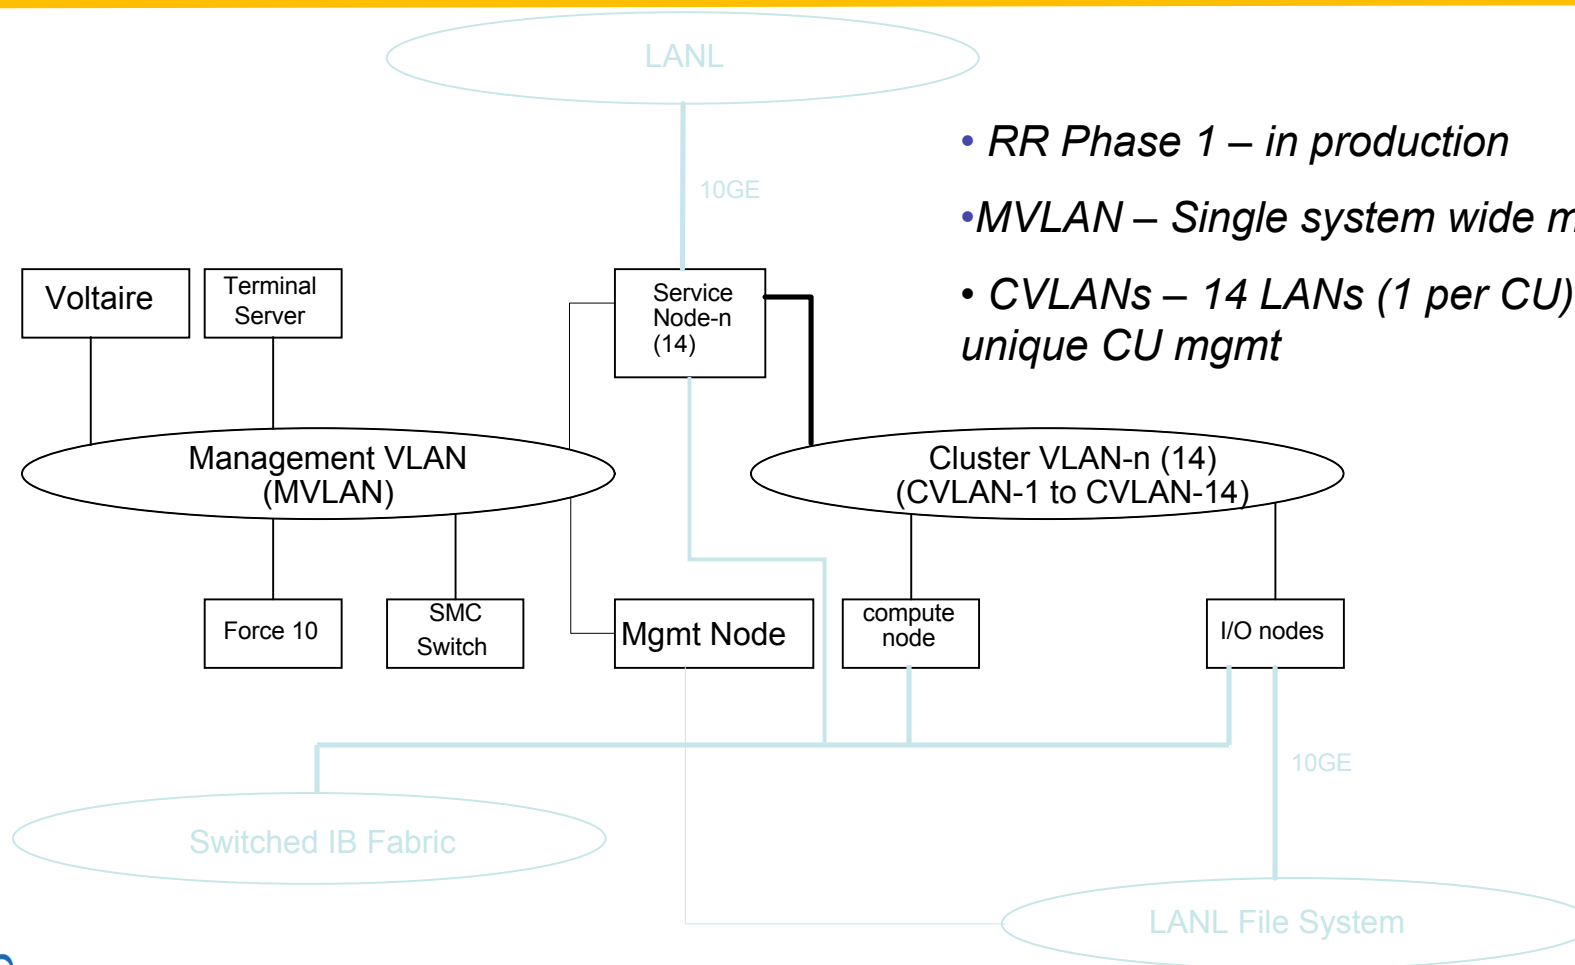 LANL
• RR Phase 1 – in production
10GE
•MVLAN – Single system wide
Voltaire
Terminal
Server
Service
Node-n
(14)
• CVLANs – 14 LANs (1 per CU)
unique CU mgmt
Management VLAN
(MVLAN)
Cluster VLAN-n (14)
(CVLAN-1 to CVLAN-14)
Force 10
SMC
Switch
Mgmt Node
compute
node
I/O nodes
10GE
Switched IB Fabric
LANL File System